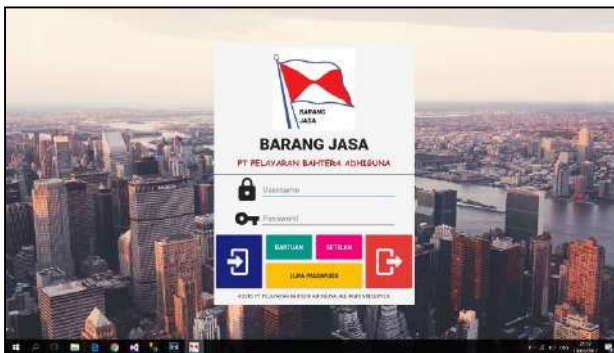 BARANG
JASA
BARANG JASA
PT PELAYARAN BAHTERA ADHIGUNA
Username
Password
BANTUAN
SETELAN
LUPA PASSWORD